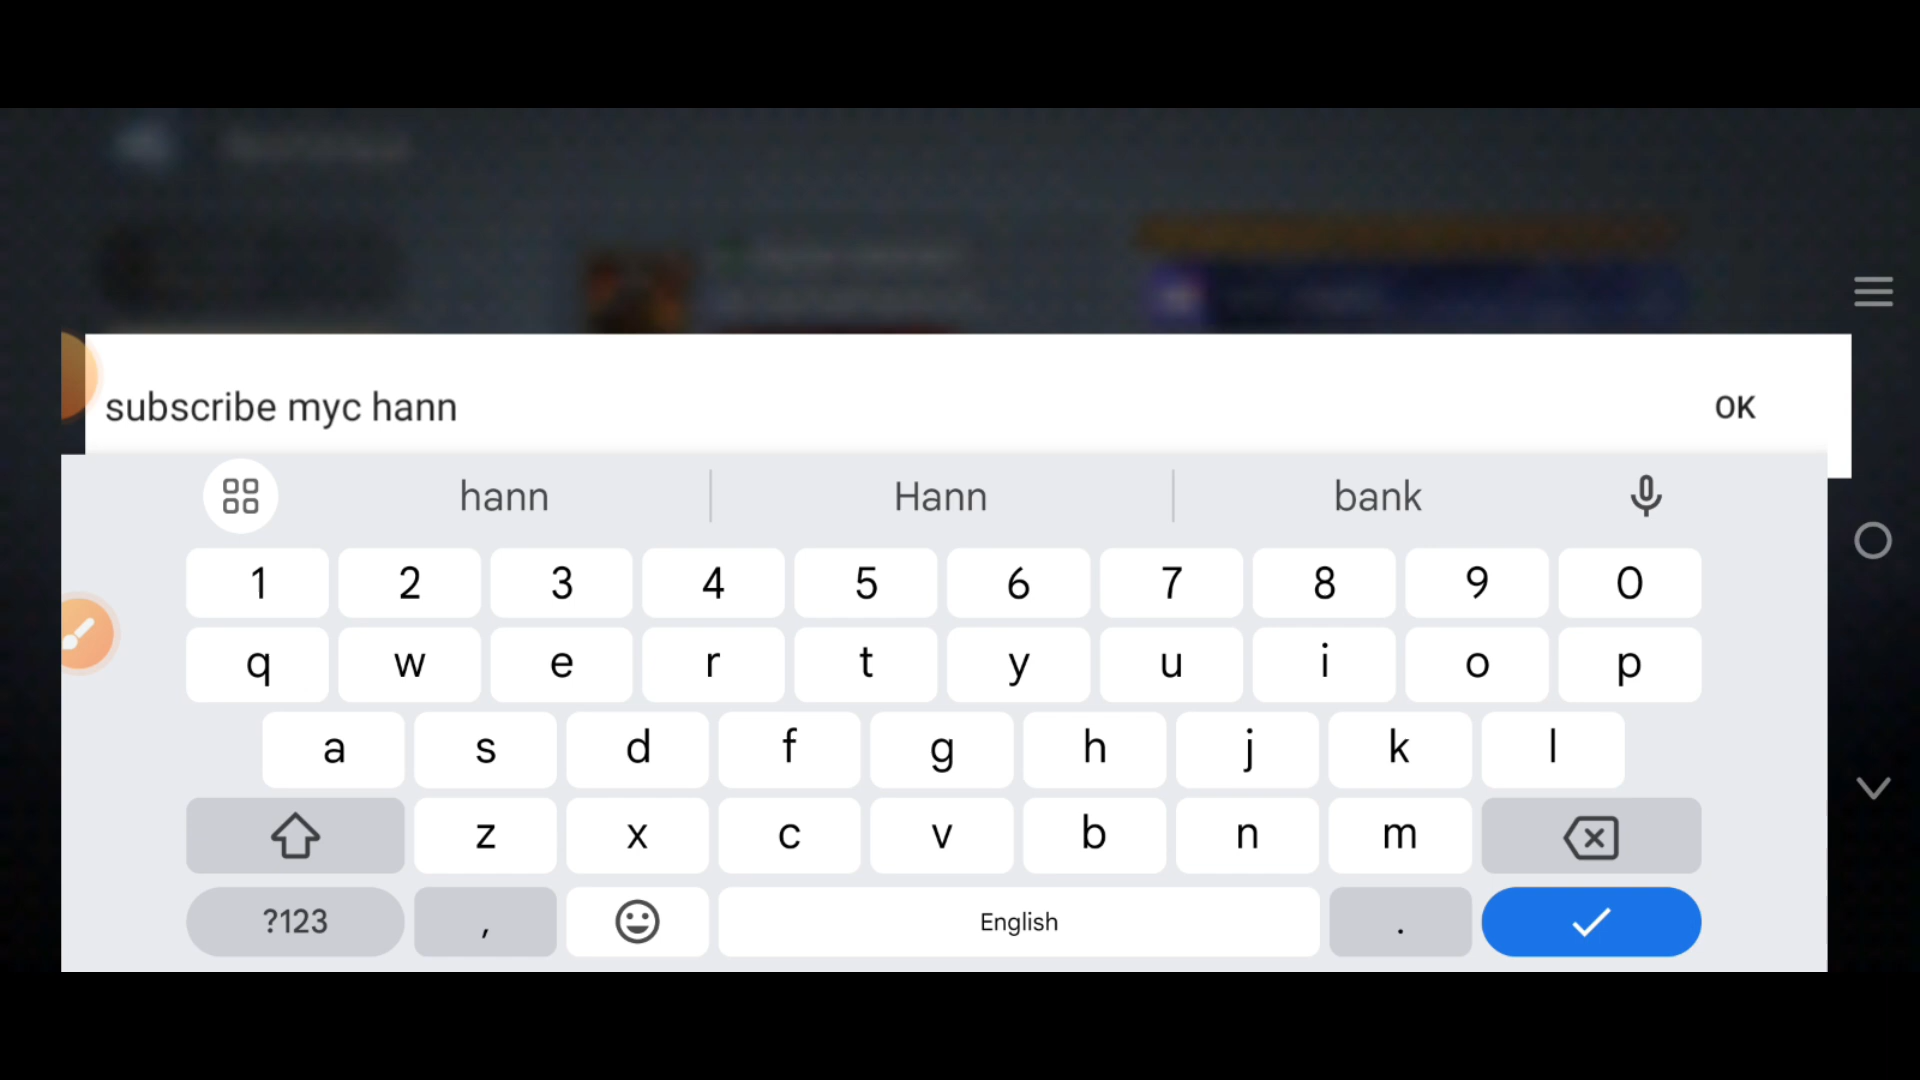 subscribe myc hann
OK
hann Hann bank
1 2 3 4 5 6 7 8 9 0
q w e r t y u i o p
a s d f g h j k l
z x c v b n m
?123 , English .